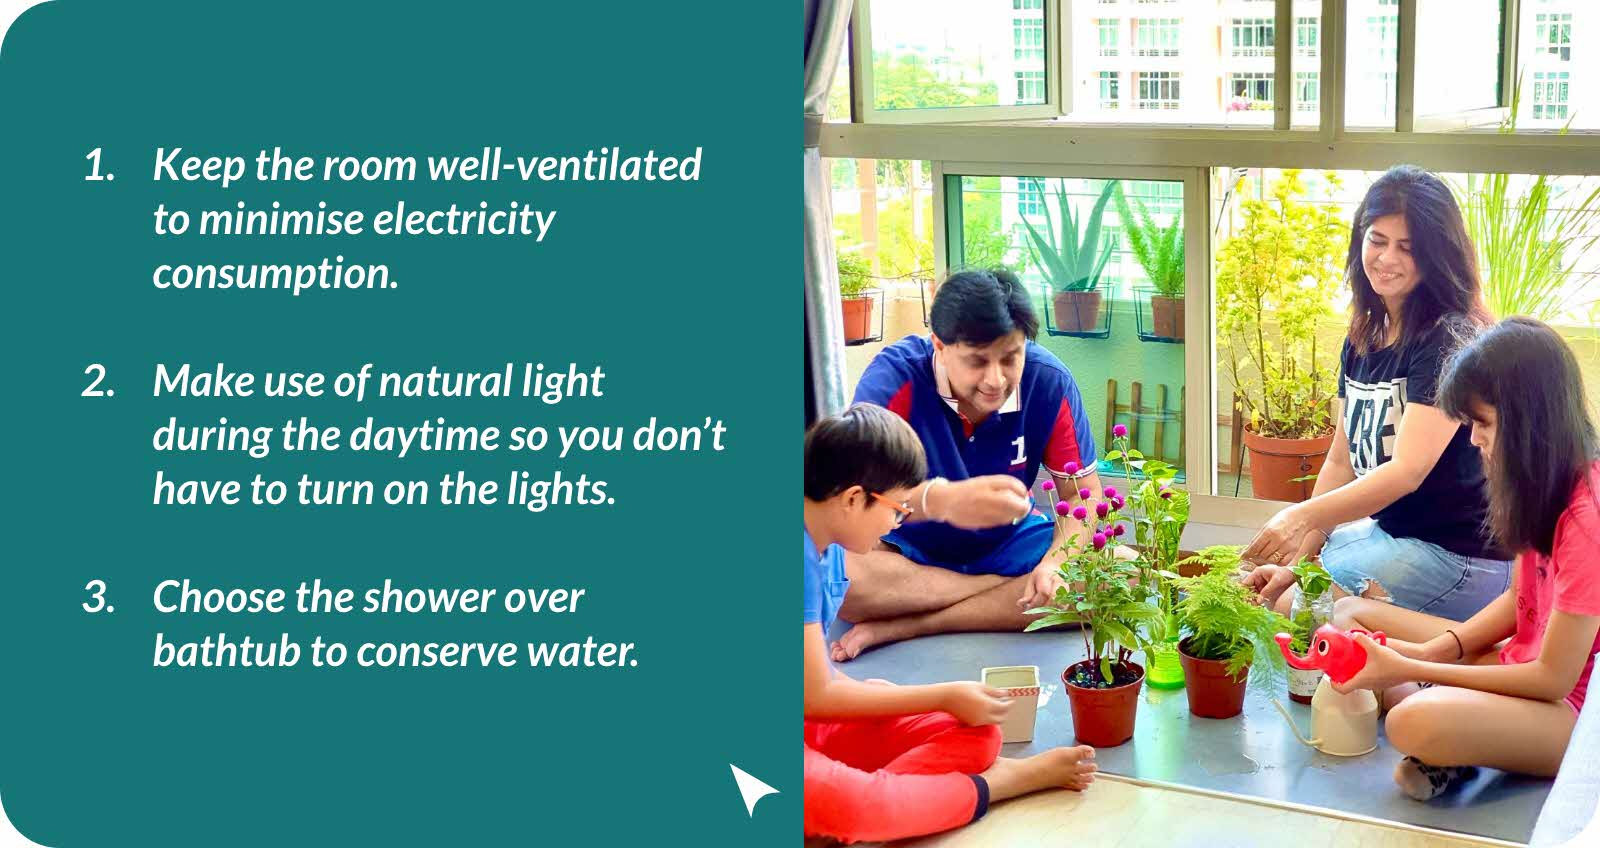 1. Keep the room well-ventilated
to minimise electricity
consumption.
2. Make use of natural light
during the daytime so you don’t
have to turn on the lights.
3. Choose the shower over
bathtub to conserve water.
1